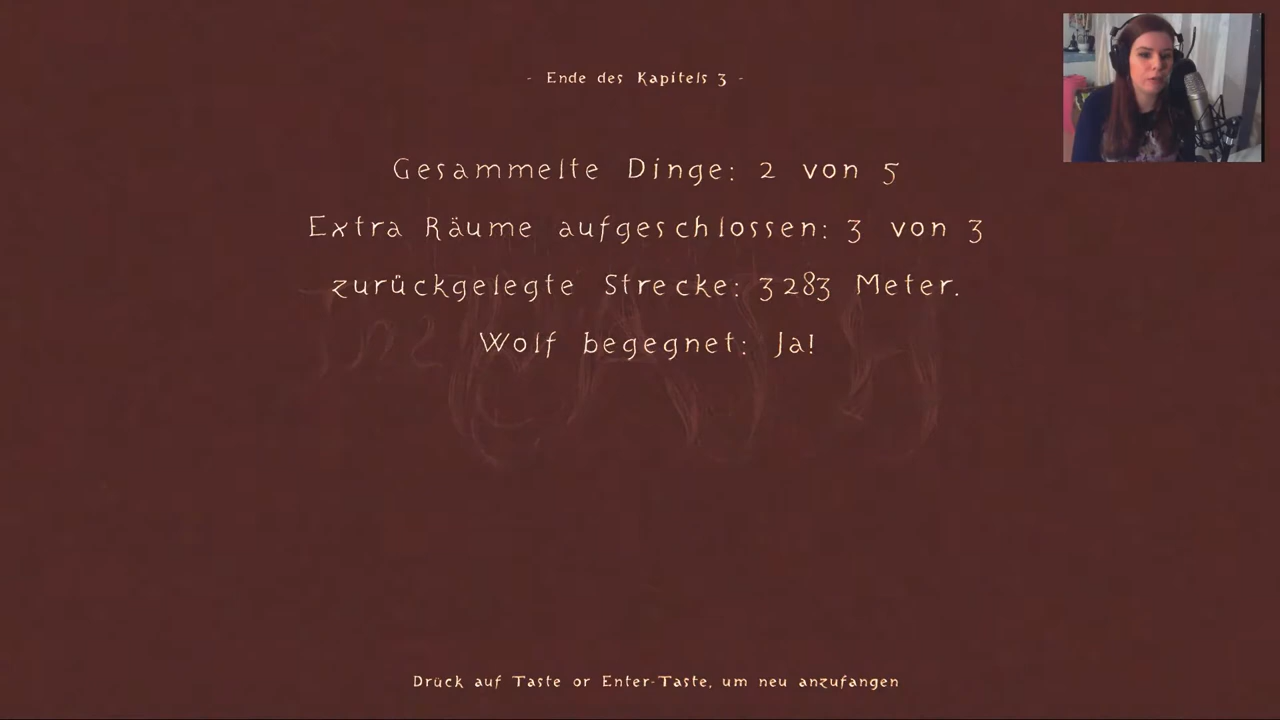 - Ende des Kapitels 3 -
Gesammelte Dinge: 2 von 5
Extra Räume aufgeschlossen: 3 von 3
zurückgelegte Strecke: 3283 Meter.
Wolf begegnet: Ja!
Drück auf Taste or Enter-Taste, um neu anzufangen